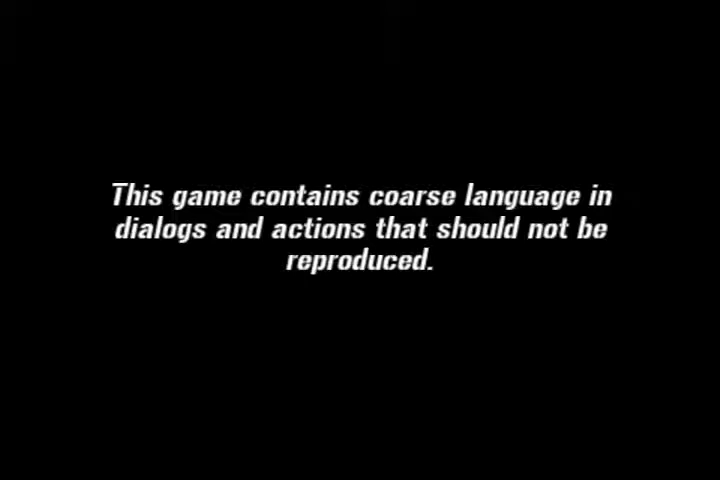 This game contains coarse language in
dialogs and actions that should not be
reproduced.